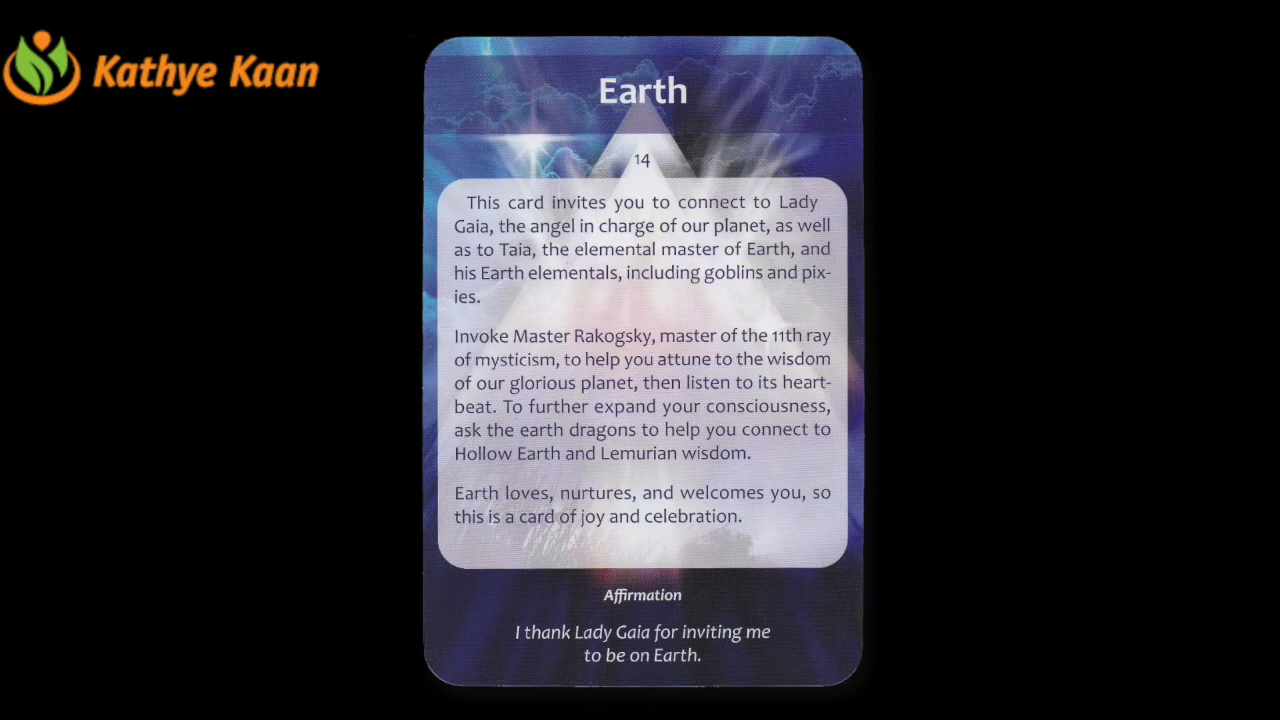 Kathye Kaan
Earth
14
This card invites you to connect to Lady
Gaia, the angel in charge of our planet, as well
as to Taia, the elemental master of Earth, and
his Earth elementals, including goblins and pix-
ies.
Invoke Master Rakogsky, master of the 11th ray
of mysticism, to help you attune to the wisdom
of our glorious planet, then listen to its heart-
beat. To further expand your consciousness,
ask the earth dragons to help you connect to
Hollow Earth and Lemurian wisdom.
Earth loves, nurtures, and welcomes you, so
this is a card of joy and celebration.
Affirmation
I thank Lady Gaia for inviting me
to be on Earth.